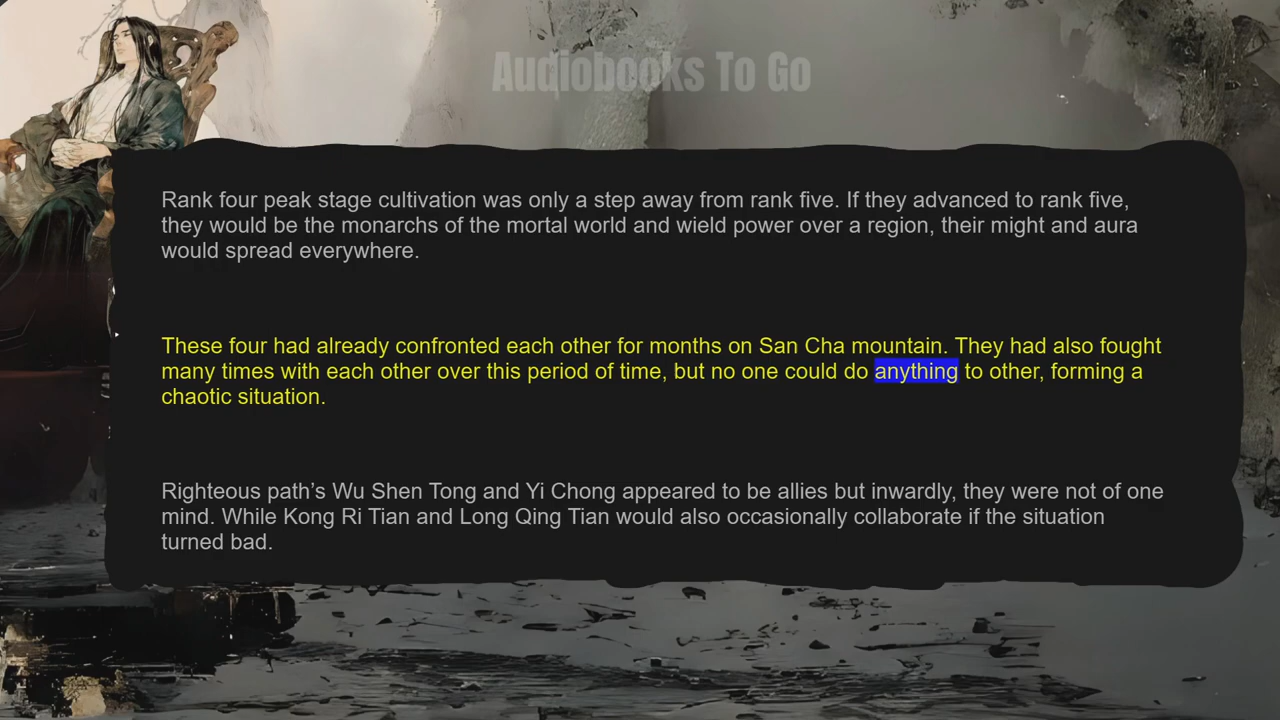 Audiobooks To Go
Rank four peak stage cultivation was only a step away from rank five. If they advanced to rank five,
they would be the monarchs of the mortal world and wield power over a region, their might and aura
would spread everywhere.
These four had already confronted each other for months on San Cha mountain. They had also fought
many times with each other over this period of time, but no one could do anything to other, forming a
chaotic situation.
Righteous path’s Wu Shen Tong and Yi Chong appeared to be allies but inwardly, they were not of one
mind. While Kong Ri Tian and Long Qing Tian would also occasionally collaborate if the situation
turned bad.